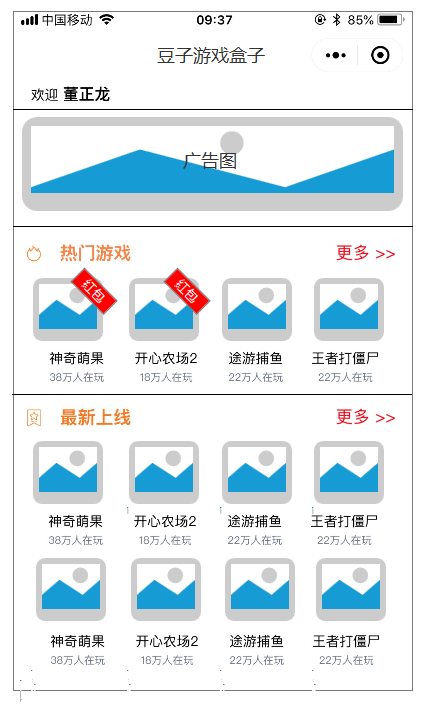 中国移动 09:37 85%
豆子游戏盒子
欢迎 董正龙
广告图
热门游戏 更多 >>
红包 红包
神奇萌果 开心农场2 途游捕鱼 王者打僵尸
38万人在玩 18万人在玩 22万人在玩 22万人在玩
最新上线 更多 >>
神奇萌果 开心农场2 途游捕鱼 王者打僵尸
38万人在玩 18万人在玩 22万人在玩 22万人在玩
神奇萌果 开心农场2 途游捕鱼 王者打僵尸
38万人在玩 18万人在玩 22万人在玩 22万人在玩